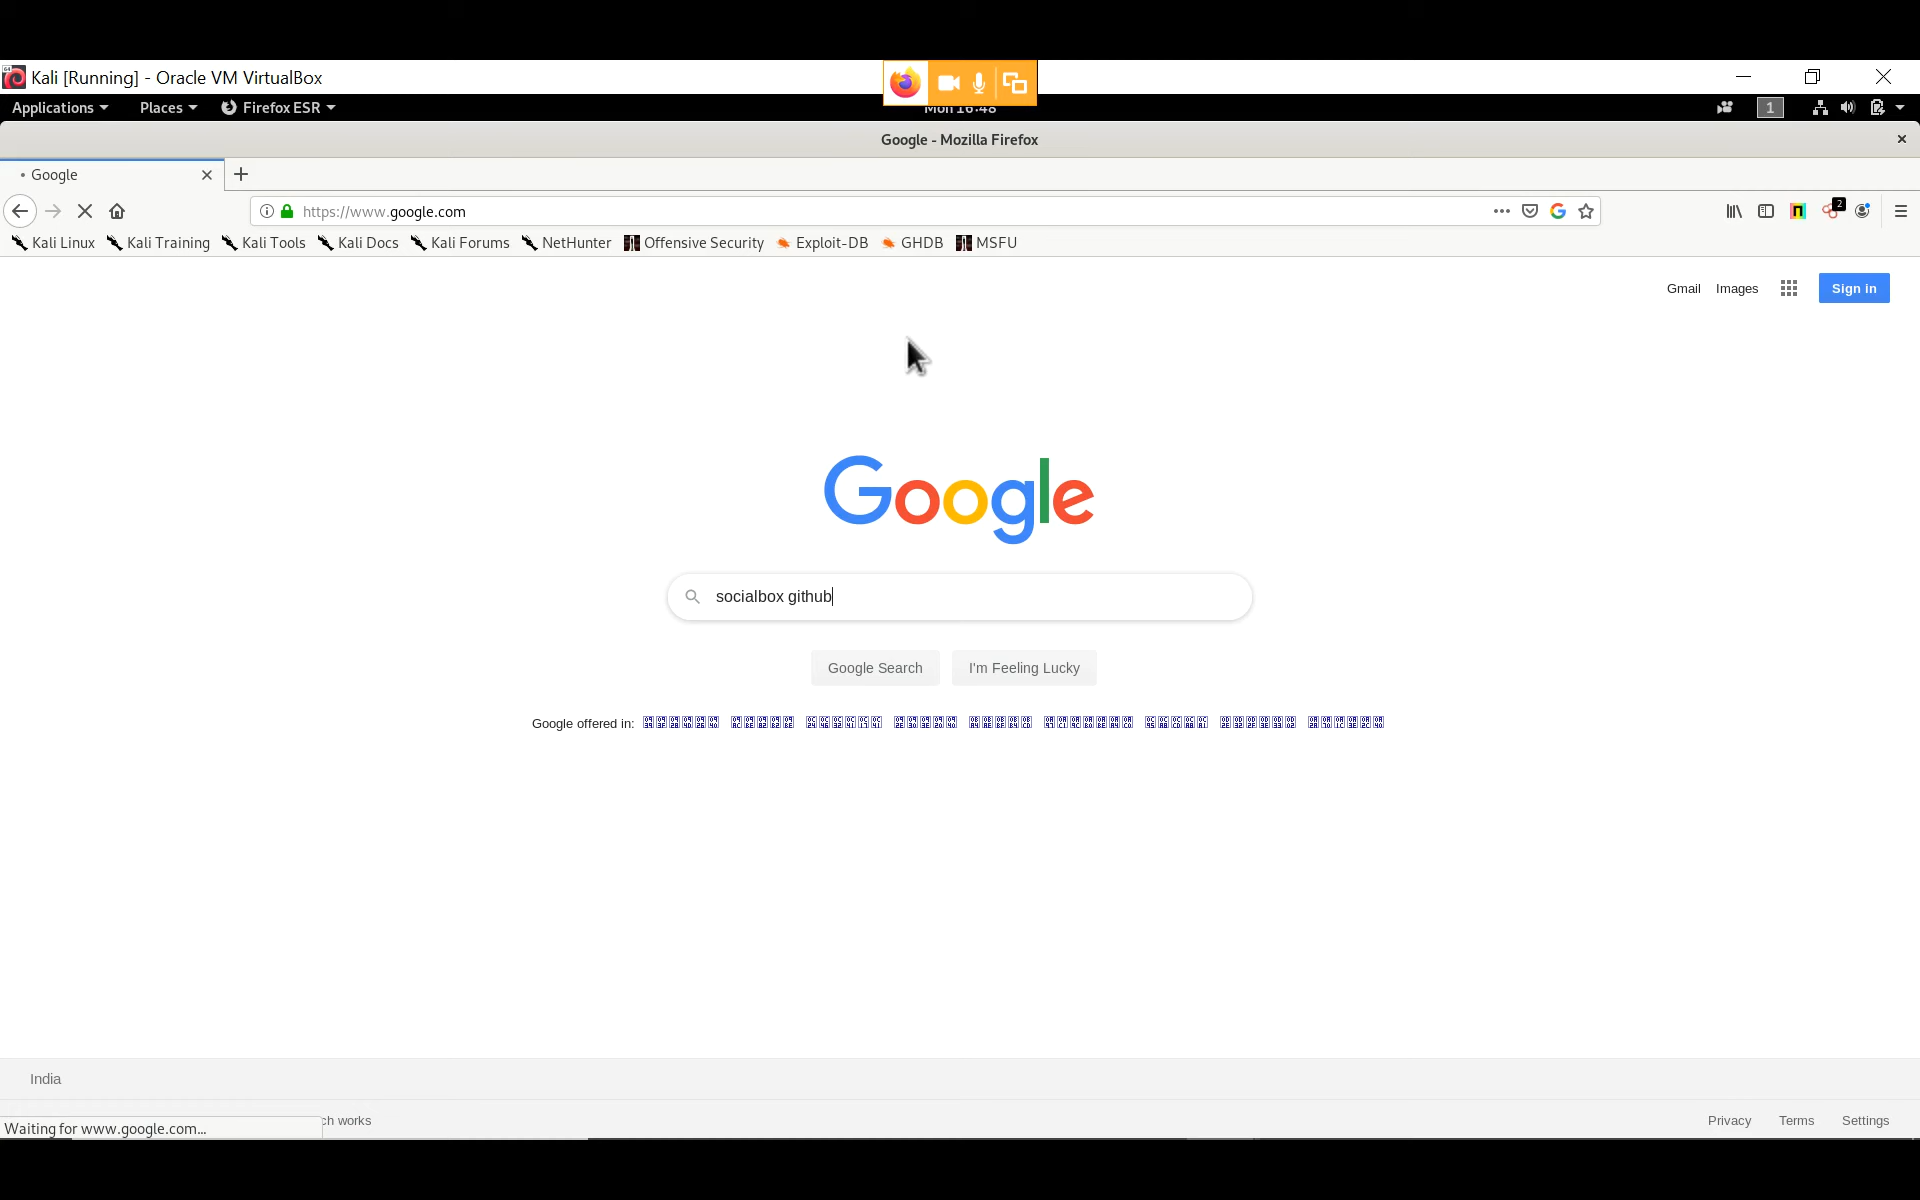 Kali [Running] - Oracle VM VirtualBox
Applications Places Firefox ESR Mon 16:48 1
Google - Mozilla Firefox
Google
https://www.google.com 2
Kali Linux Kali Training Kali Tools Kali Docs Kali Forums NetHunter Offensive Security Exploit-DB GHDB MSFU
Gmail Images Sign in
Google
socialbox github
Google Search I'm Feeling Lucky
Google offered in:
India
works Privacy Terms Settings
Waiting for www.google.com...